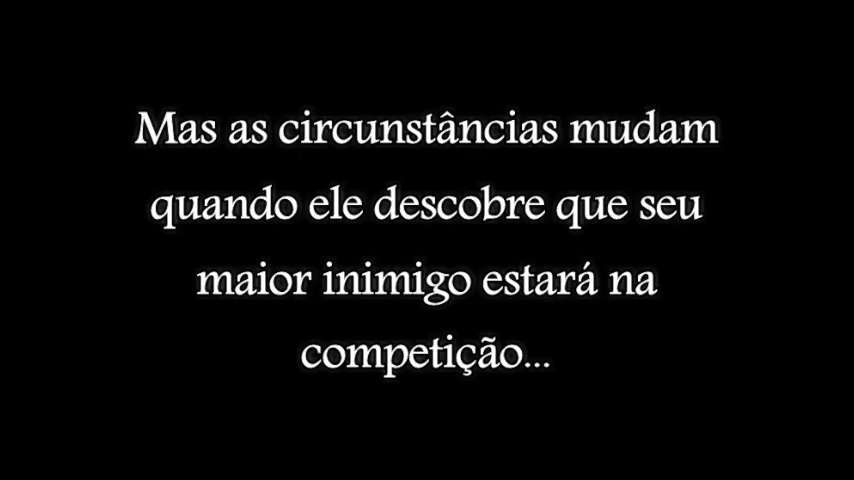 Mas as circunstâncias mudam
quando ele descobre que seu
maior inimigo estará na
competição...